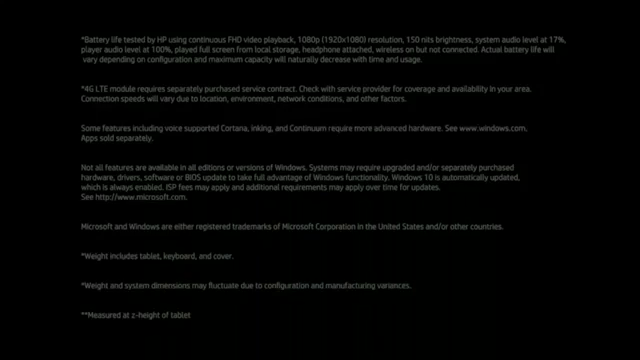 *Battery life tested by HP using continuous FHD video playback, 1080p (1920x1080) resolution, 150 nits brightness, system audio level at 17%,
player audio level at 100%, played full screen from local storage, headphone attached, wireless on but not connected. Actual battery life will
vary depending on configuration and maximum capacity will naturally decrease with time and usage.
*4G LTE module requires separately purchased service contract. Check with service provider for coverage and availability in your area.
Connection speeds will vary due to location, environment, network conditions, and other factors.
Some features including voice supported Cortana, inking, and Continuum require more advanced hardware. See www.windows.com.
Apps sold separately.
Not all features are available in all editions or versions of Windows. Systems may require upgraded and/or separately purchased
hardware, drivers, software or BIOS update to take full advantage of Windows functionality. Windows 10 is automatically updated,
which is always enabled. ISP fees may apply and additional requirements may apply over time for updates.
See http://www.microsoft.com.
Microsoft and Windows are either registered trademarks of Microsoft Corporation in the United States and/or other countries.
*Weight includes tablet, keyboard, and cover.
*Weight and system dimensions may fluctuate due to configuration and manufacturing variances.
**Measured at z-height of tablet